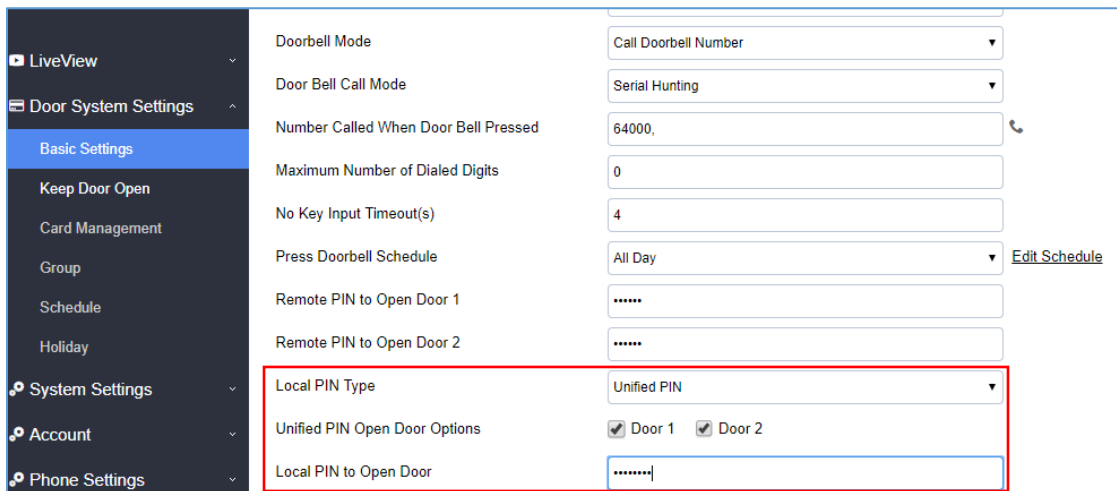 LiveView
Door System Settings
Basic Settings
Keep Door Open
Card Management
Group
Schedule
Holiday
System Settings
Account
Phone Settings
Doorbell Mode Call Doorbell Number
Door Bell Call Mode Serial Hunting
Number Called When Door Bell Pressed 64000,
Maximum Number of Dialed Digits 0
No Key Input Timeout(s) 4
Press Doorbell Schedule All Day Edit Schedule
Remote PIN to Open Door 1 ••••••
Remote PIN to Open Door 2 ••••••
Local PIN Type Unified PIN
Unified PIN Open Door Options Door 1 Door 2
Local PIN to Open Door ••••••••